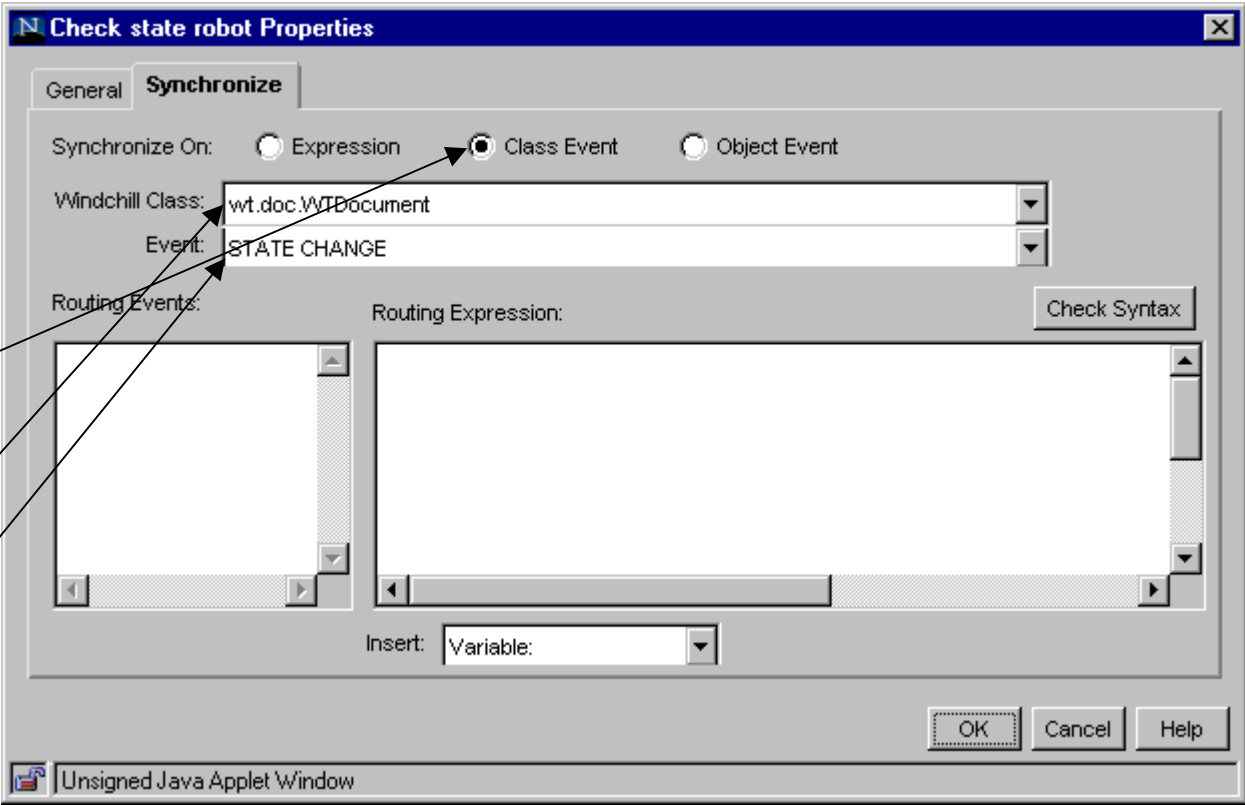 N Check state robot Properties
General Synchronize
Synchronize On: Expression Class Event Object Event
Windchill Class: wt.doc.WTDocument
Event: STATE CHANGE
Routing Events: Routing Expression: Check Syntax
Insert: Variable:
OK Cancel Help
Unsigned Java Applet Window